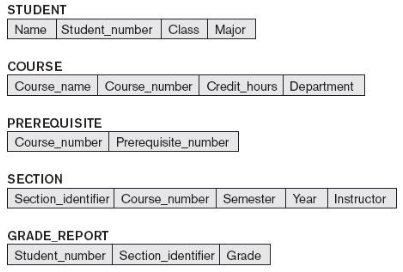 STUDENT
Name Student_number Class Major
COURSE
Course_name Course_number Credit_hours Department
PREREQUISITE
Course_number Prerequisite_number
SECTION
Section_identifier Course_number Semester Year Instructor
GRADE_REPORT
Student_number Section_identifier Grade